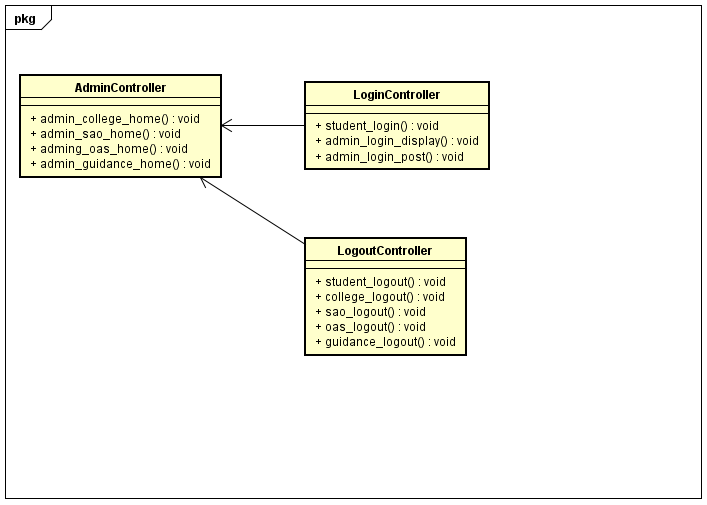 pkg
AdminController
+ admin_college_home() : void
+ admin_sao_home() : void
+ adming_oas_home() : void
+ admin_guidance_home() : void
LoginController
+ student_login() : void
+ admin_login_display() : void
+ admin_login_post() : void
LogoutController
+ student_logout() : void
+ college_logout() : void
+ sao_logout() : void
+ oas_logout() : void
+ guidance_logout() : void